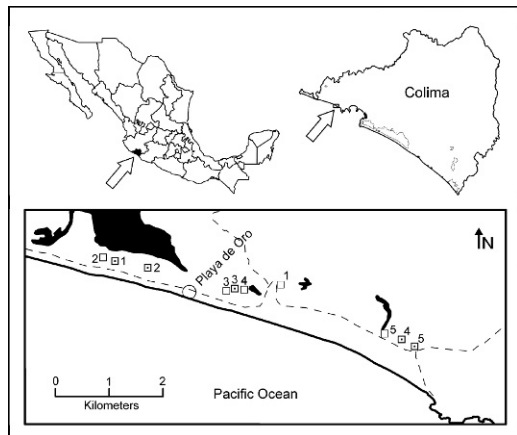 Colima
N
Playa de Oro
2 1 2
3 3 4
1
5 4 5
0 1 2
Kilometers
Pacific Ocean